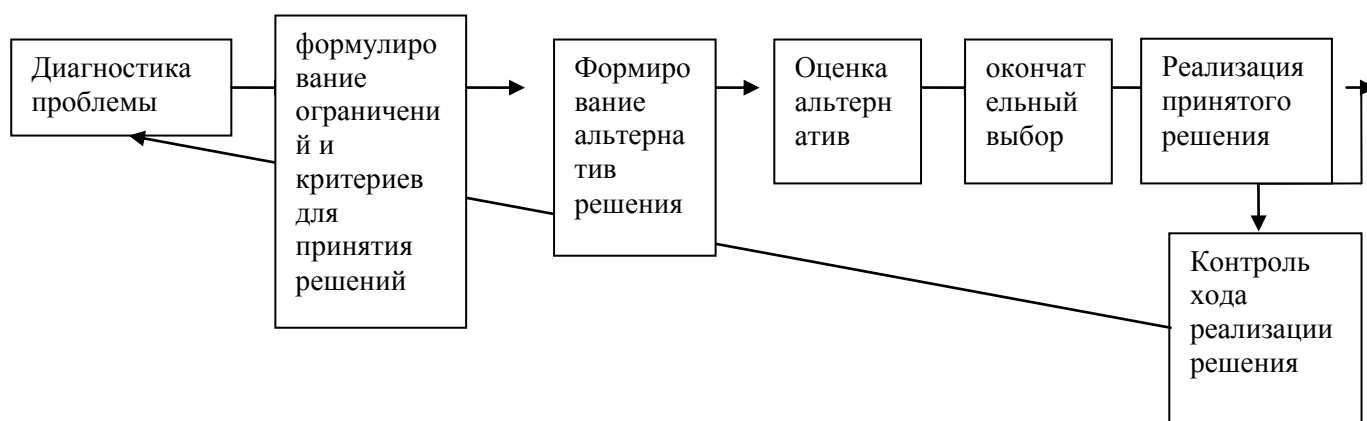 Диагностика
проблемы
формулиро
вание
ограничени
й и
критериев
для
принятия
решений
Формиро
вание
альтерна
тив
решения
Оценка
альтерн
атив
окончат
ельный
выбор
Реализация
принятого
решения
Контроль
хода
реализации
решения